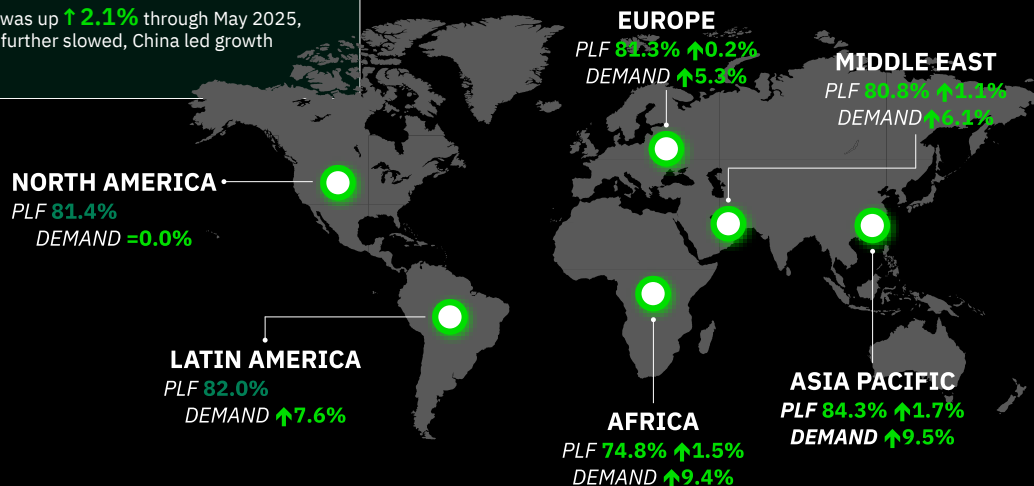 was up ↑ 2.1% through May 2025,
further slowed, China led growth
EUROPE
PLF 81.3% ↑0.2%
DEMAND ↑5.3%
MIDDLE EAST
PLF 80.8% ↑1.1%
DEMAND↑6.1%
NORTH AMERICA
PLF 81.4%
DEMAND =0.0%
LATIN AMERICA
PLF 82.0%
DEMAND ↑7.6%
AFRICA
PLF 74.8% ↑1.5%
DEMAND ↑9.4%
ASIA PACIFIC
PLF 84.3% ↑1.7%
DEMAND ↑9.5%